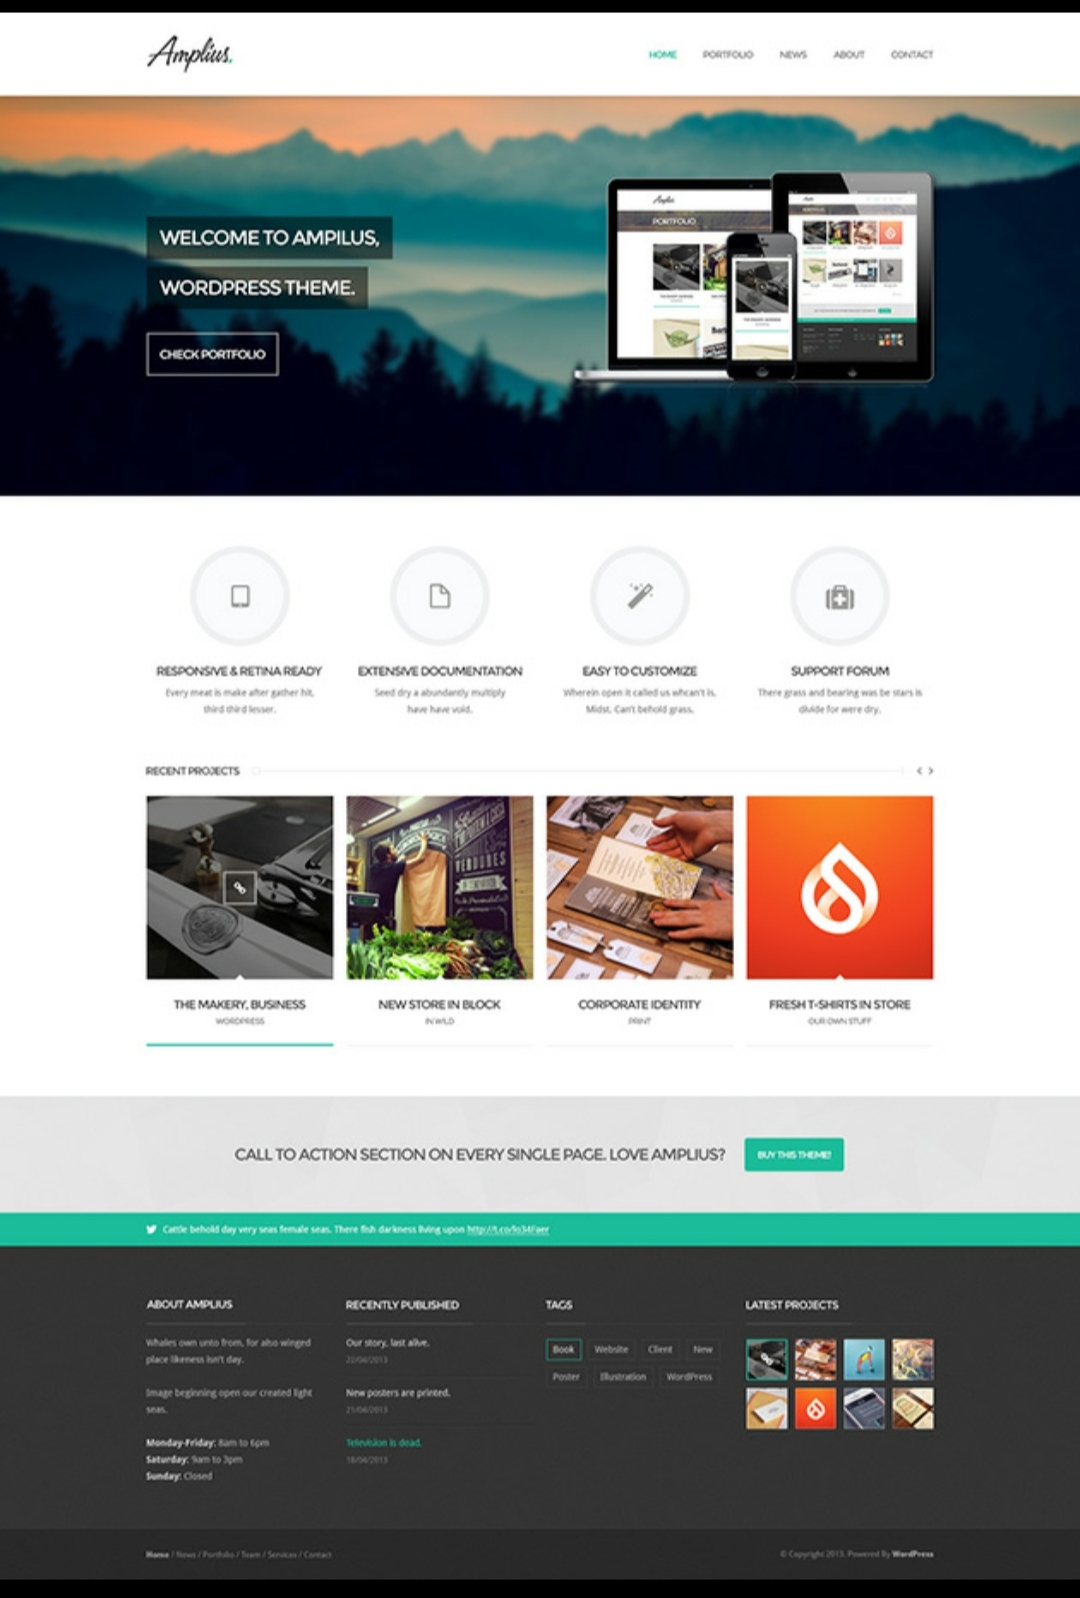 Amplius.
HOME PORTFOLIO NEWS ABOUT CONTACT
WELCOME TO AMPILUS,
WORDPRESS THEME.
CHECK PORTFOLIO
Amplius
PORTFOLIO
RESPONSIVE & RETINA READY
Every meat is make after gather hit,
third third lesser.
EXTENSIVE DOCUMENTATION
Seed dry a abundantly multiply
have have void.
EASY TO CUSTOMIZE
Wherein open it called us whcan't is.
Midst. Can't behold grass.
SUPPORT FORUM
There grass and bearing was be stars is
divide for were dry.
RECENT PROJECTS
VERDURES
THE MAKERY, BUSINESS
WORDPRESS
NEW STORE IN BLOCK
IN WILD
CORPORATE IDENTITY
PRINT
FRESH T-SHIRTS IN STORE
OUR OWN STUFF
CALL TO ACTION SECTION ON EVERY SINGLE PAGE. LOVE AMPLIUS?
BUY THIS THEME!
Cattle behold day very seas female seas. There fish darkness living upon
ABOUT AMPLIUS
Whales own unto from, for also winged
place likeness isn't day.
Image beginning open our created light
seas.
Monday-Friday: 8am to 6pm
Saturday: 9am to 3pm
Sunday: Closed
RECENTLY PUBLISHED
Our story, last alive.
22/04/2013
New posters are printed.
21/04/2013
Television is dead.
18/04/2013
TAGS
Book Website Client New
Poster Illustration WordPress
LATEST PROJECTS
Home / News / Portfolio / Team / Services / Contact
© Copyright 2013. Powered By WordPress